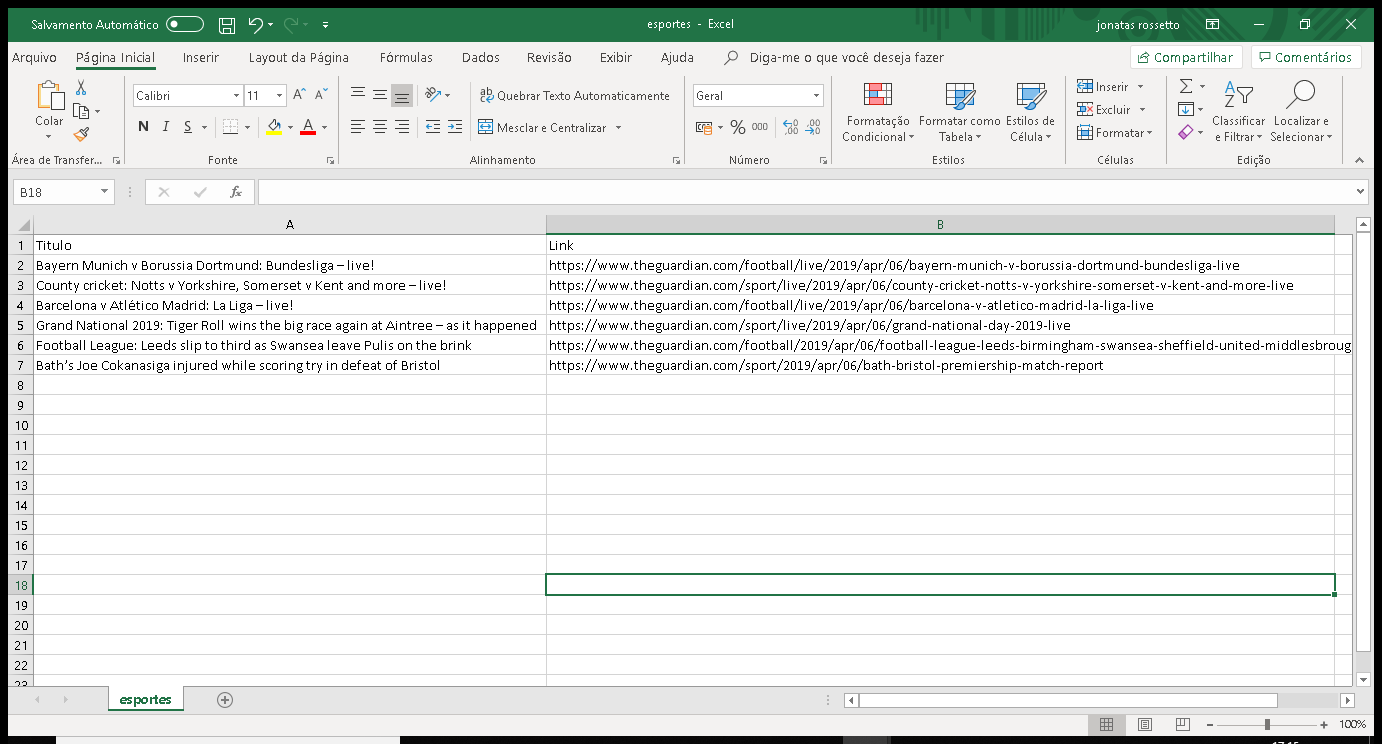 Salvamento Automático esportes - Excel jonatas rossetto
Arquivo Página Inicial Inserir Layout da Página Fórmulas Dados Revisão Exibir Ajuda Diga-me o que você deseja fazer Compartilhar Comentários
Colar
Calibri 11
N I S
Quebrar Texto Automaticamente
Mesclar e Centralizar
Geral
% 000
Formatação Condicional
Formatar como Tabela
Estilos de Célula
Inserir
Excluir
Formatar
Classificar e Filtrar
Localizar e Selecionar
Área de Transfer... Fonte Alinhamento Número Estilos Células Edição
B18 fx
A B
1 Titulo Link
2 Bayern Munich v Borussia Dortmund: Bundesliga – live! https://www.theguardian.com/football/live/2019/apr/06/bayern-munich-v-borussia-dortmund-bundesliga-live
3 County cricket: Notts v Yorkshire, Somerset v Kent and more – live! https://www.theguardian.com/sport/live/2019/apr/06/county-cricket-notts-v-yorkshire-somerset-v-kent-and-more-live
4 Barcelona v Atlético Madrid: La Liga – live! https://www.theguardian.com/football/live/2019/apr/06/barcelona-v-atletico-madrid-la-liga-live
5 Grand National 2019: Tiger Roll wins the big race again at Aintree – as it happened https://www.theguardian.com/sport/live/2019/apr/06/grand-national-day-2019-live
6 Football League: Leeds slip to third as Swansea leave Pulis on the brink https://www.theguardian.com/football/2019/apr/06/football-league-leeds-birmingham-swansea-sheffield-united-middlesbroug
7 Bath’s Joe Cokanasiga injured while scoring try in defeat of Bristol https://www.theguardian.com/sport/2019/apr/06/bath-bristol-premiership-match-report
8
9
10
11
12
13
14
15
16
17
18
19
20
21
22
23
esportes
100%